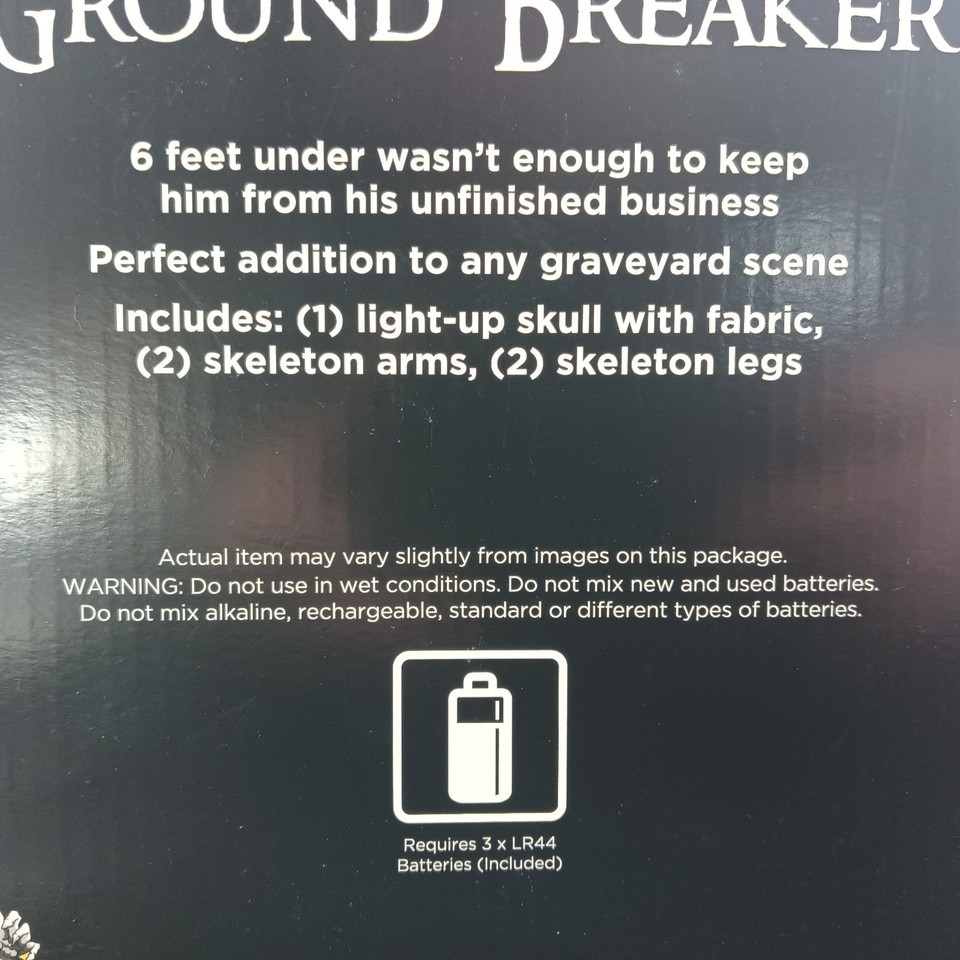 GROUND BREAKER
6 feet under wasn't enough to keep
him from his unfinished business
Perfect addition to any graveyard scene
Includes: (1) light-up skull with fabric,
(2) skeleton arms, (2) skeleton legs
Actual item may vary slightly from images on this package.
WARNING: Do not use in wet conditions. Do not mix new and used batteries.
Do not mix alkaline, rechargeable, standard or different types of batteries.
Requires 3 x LR44
Batteries (Included)